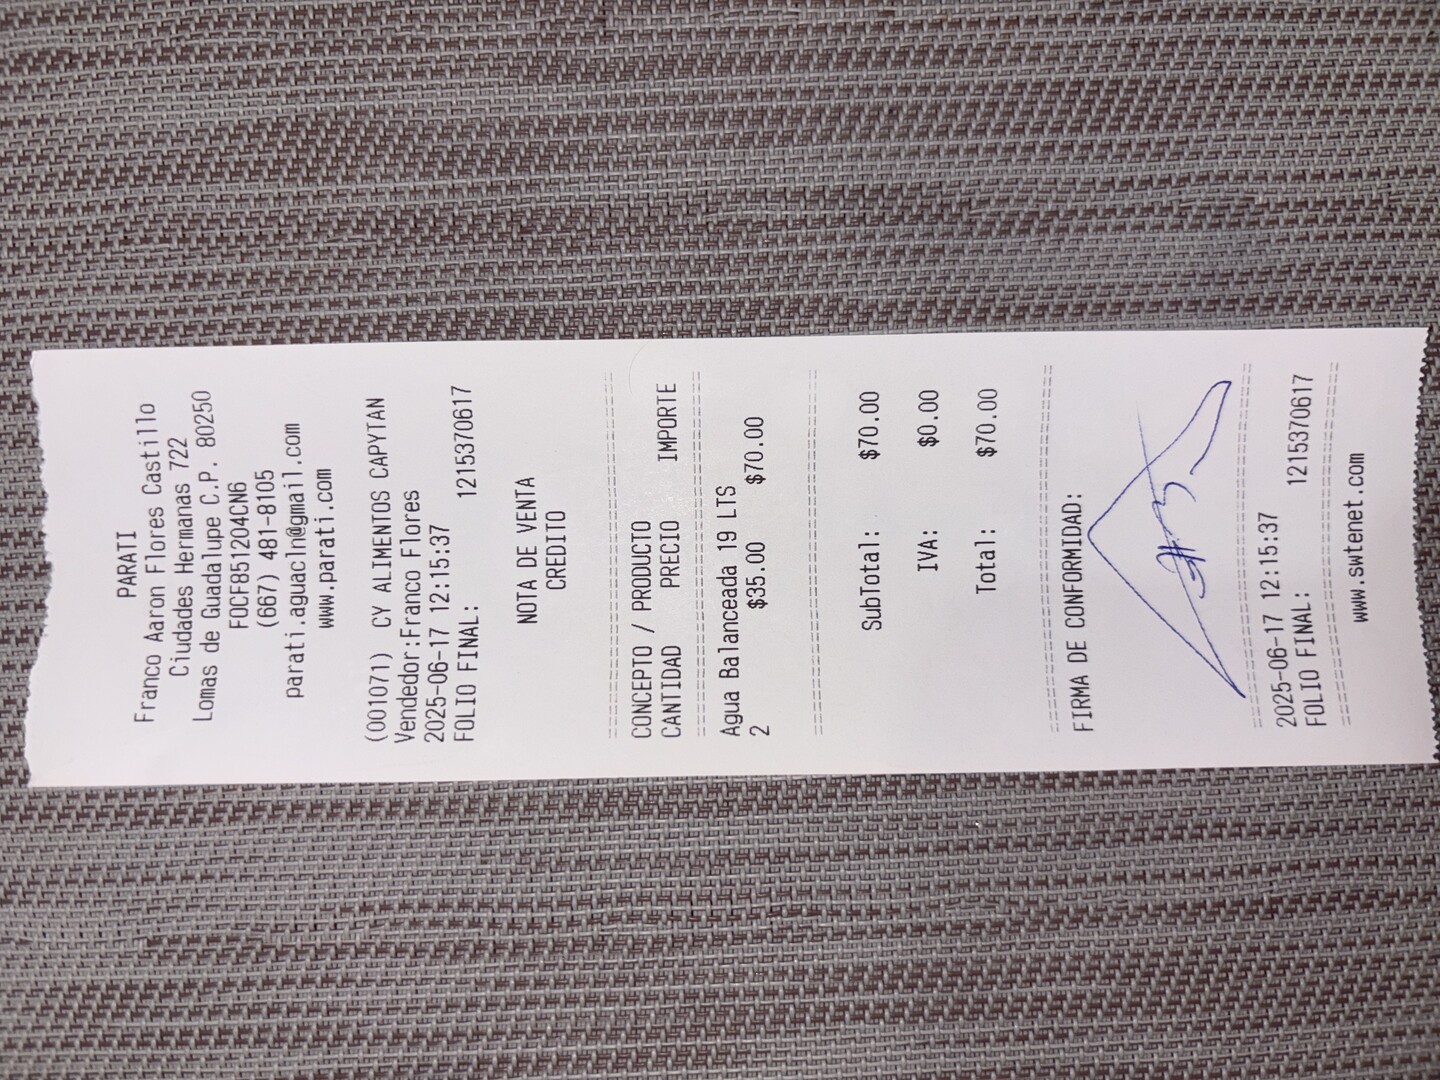 PARATI
Franco Aaron Flores Castillo
Ciudades Hermanas 722
Lomas de Guadalupe C.P. 80250
FOCF851204CN6
(667) 481-8105
parati.aguacln@gmail.com
www.parati.com
(001071) CY ALIMENTOS CAPYTAN
Vendedor:Franco Flores
2025-06-17 12:15:37
FOLIO FINAL: 1215370617
NOTA DE VENTA
CREDITO
CONCEPTO / PRODUCTO
CANTIDAD PRECIO IMPORTE
Agua Balanceada 19 LTS
2 $35.00 $70.00
SubTotal: $70.00
IVA: $0.00
Total: $70.00
FIRMA DE CONFORMIDAD:
2025-06-17 12:15:37
FOLIO FINAL: 1215370617
www.swtenet.com